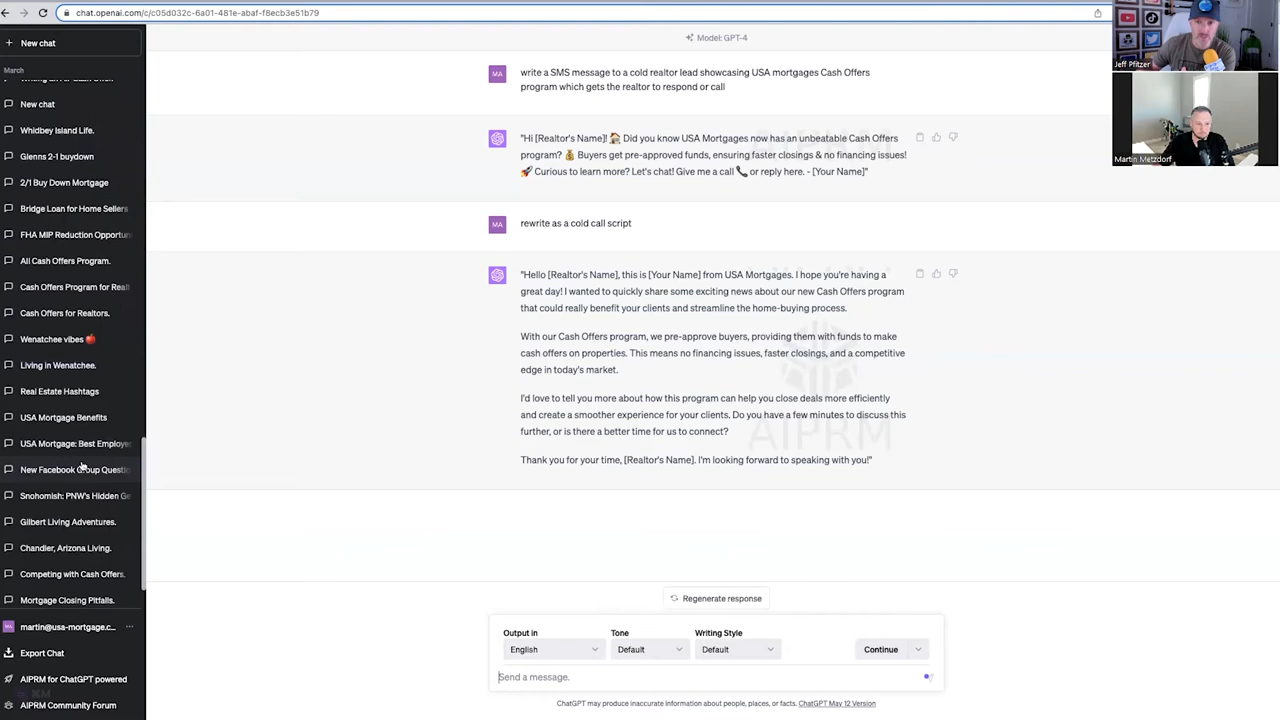 chat.openai.com/c/c05d032c-6a01-481e-abaf-f8ecb3e51b79
New chat
March
New chat
Whidbey Island Life.
Glenns 2-1 buydown
2/1 Buy Down Mortgage
Bridge Loan for Home Sellers
FHA MIP Reduction Opportun
All Cash Offers Program.
Cash Offers Program for Real
Cash Offers for Realtors.
Wenatchee vibes 🍎
Living in Wenatchee.
Real Estate Hashtags
USA Mortgage Benefits
USA Mortgage: Best Employe
New Facebook Group Questi
Snohomish: PNW's Hidden Ge
Gilbert Living Adventures.
Chandler, Arizona Living.
Competing with Cash Offers.
Mortgage Closing Pitfalls.
MA martin@usa-mortgage.c...
Export Chat
AIPRM for ChatGPT powered
⌘M
AIPRM Community Forum
Model: GPT-4
MA
write a SMS message to a cold realtor lead showcasing USA mortgages Cash Offers
program which gets the realtor to respond or call
"Hi [Realtor's Name]! 🏠 Did you know USA Mortgages now has an unbeatable Cash Offers
program? 💰 Buyers get pre-approved funds, ensuring faster closings & no financing issues!
🚀 Curious to learn more? Let's chat! Give me a call 📞 or reply here. - [Your Name]"
MA
rewrite as a cold call script
"Hello [Realtor's Name], this is [Your Name] from USA Mortgages. I hope you're having a
great day! I wanted to quickly share some exciting news about our new Cash Offers program
that could really benefit your clients and streamline the home-buying process.
With our Cash Offers program, we pre-approve buyers, providing them with funds to make
cash offers on properties. This means no financing issues, faster closings, and a competitive
edge in today's market.
I'd love to tell you more about how this program can help you close deals more efficiently
and create a smoother experience for your clients. Do you have a few minutes to discuss this
further, or is there a better time for us to connect?
Thank you for your time, [Realtor's Name]. I'm looking forward to speaking with you!"
AIPRM
Regenerate response
Output in
English
Tone
Default
Writing Style
Default
Continue
Send a message.
ChatGPT may produce inaccurate information about people, places, or facts. ChatGPT May 12 Version
Jeff Pfitzer
Martin Metzdorf